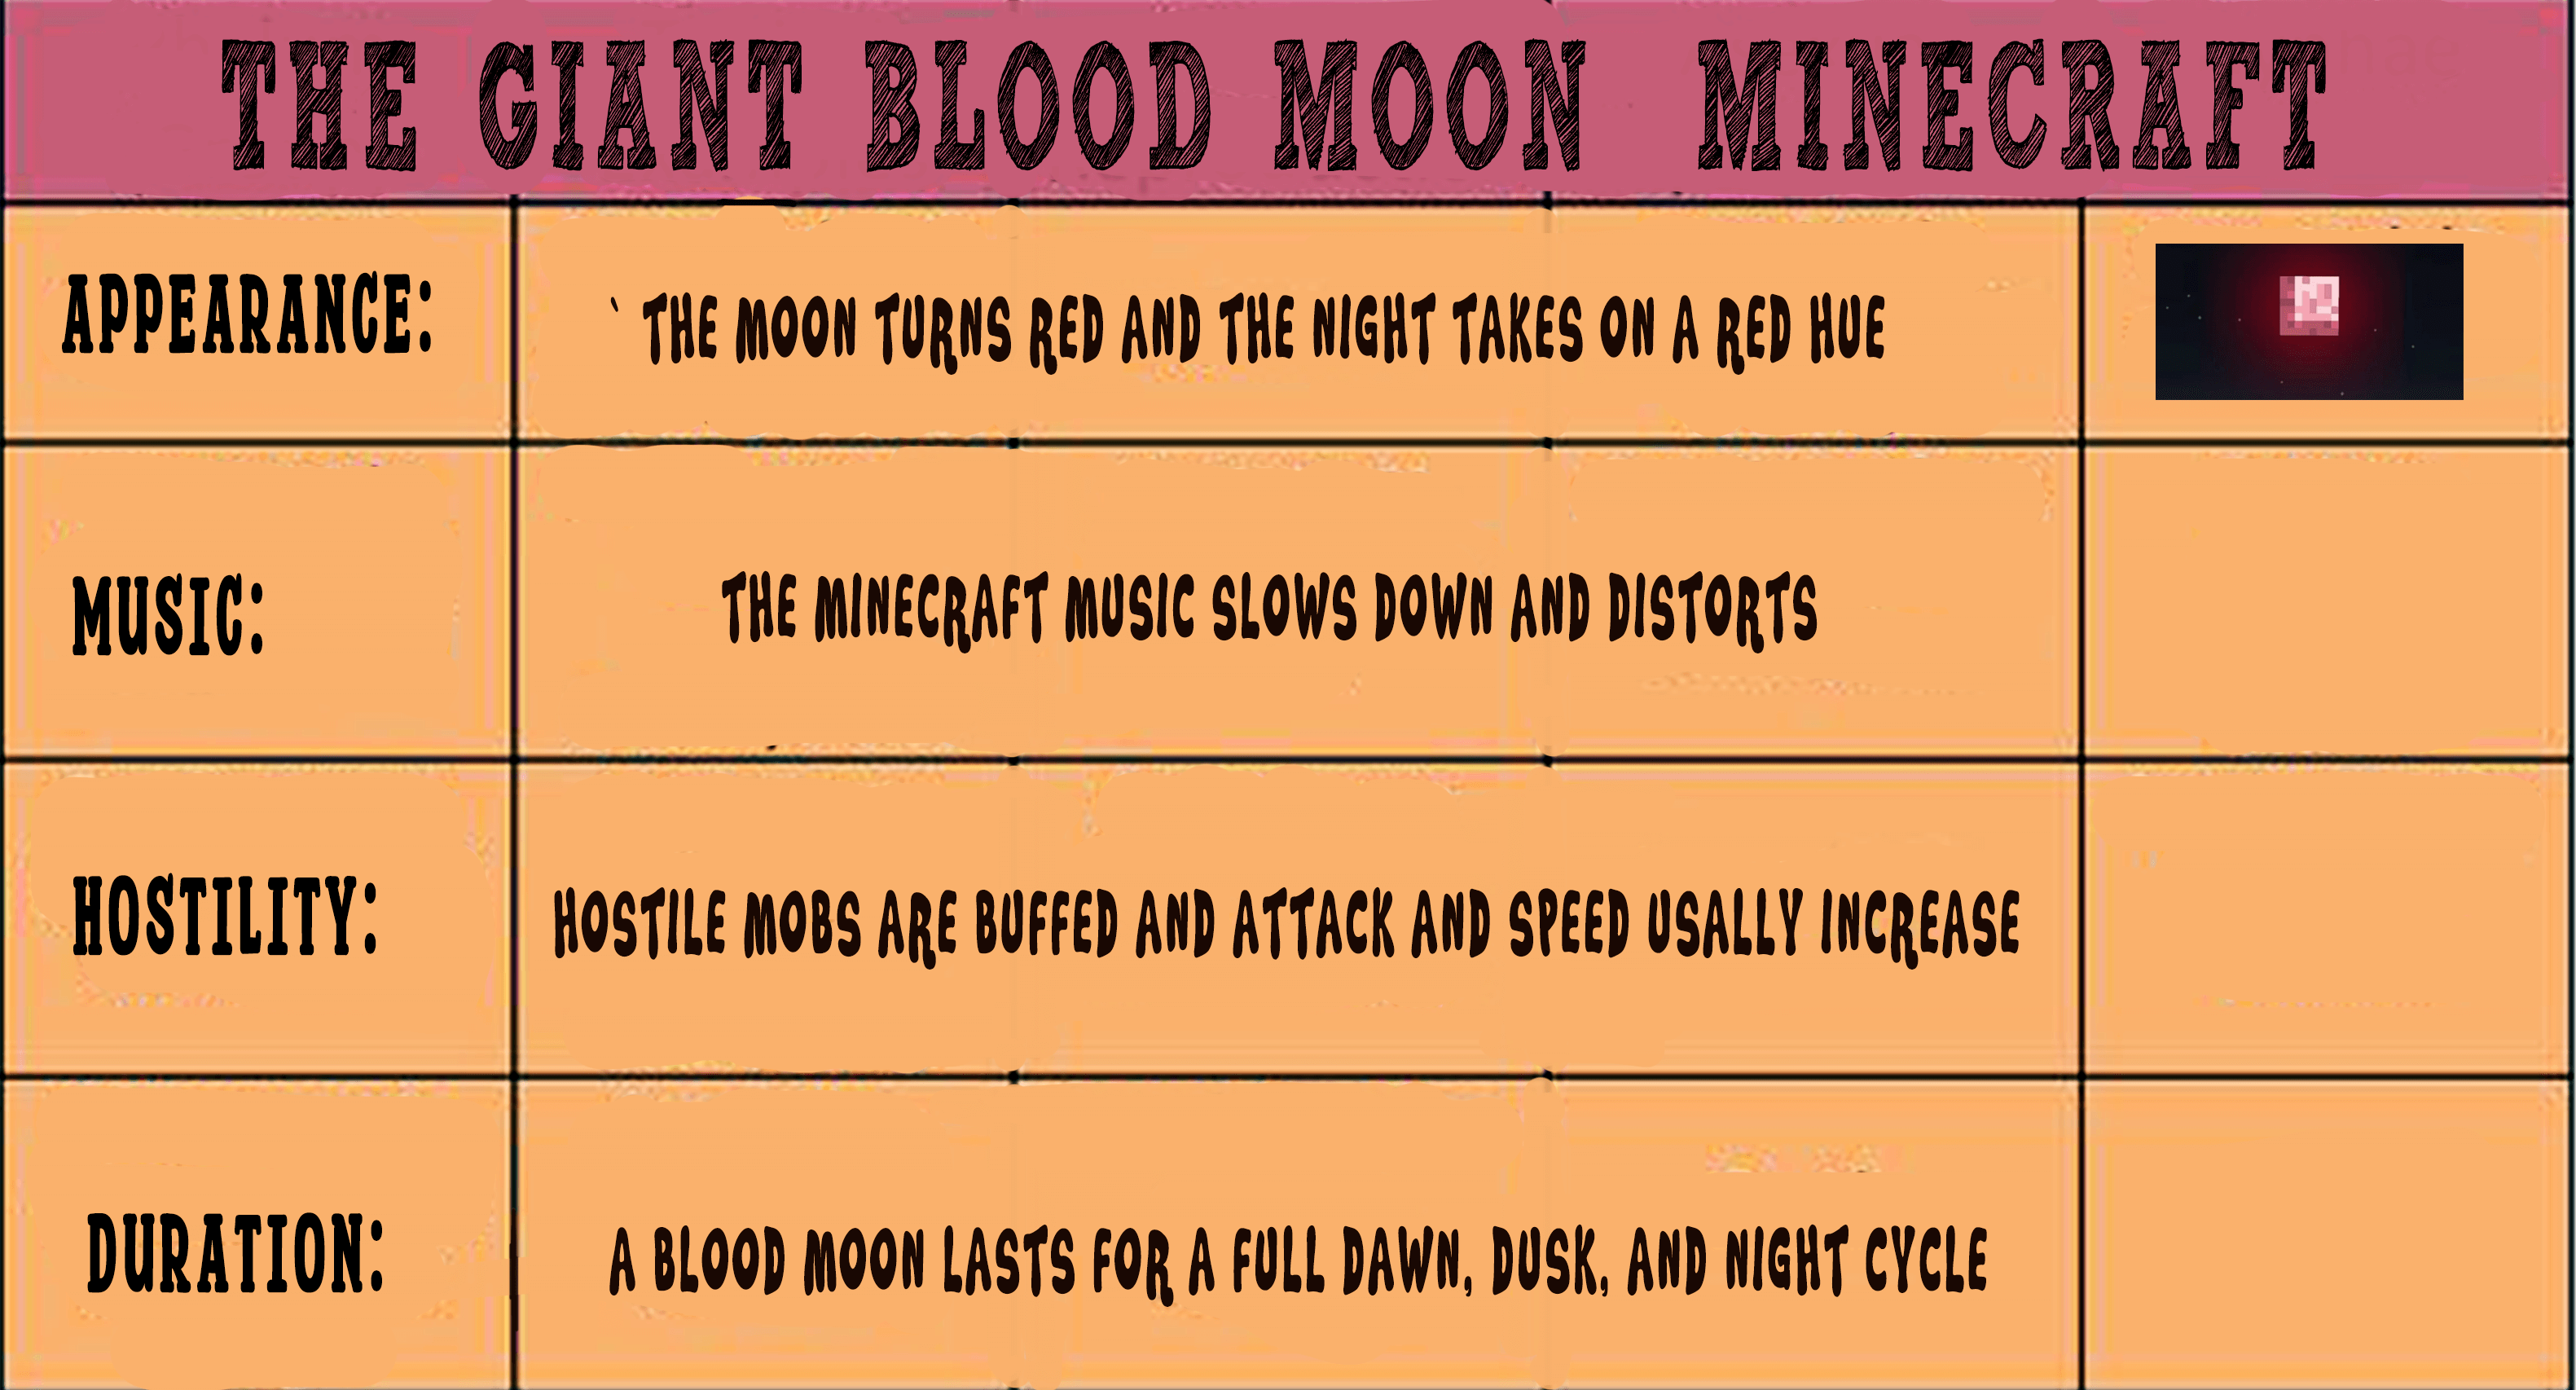 THE GIANT BLOOD MOON MINECRAFT
APPEARANCE:
` THE MOON TURNS RED AND THE NIGHT TAKES ON A RED HUE
MUSIC:
THE MINECRAFT MUSIC SLOWS DOWN AND DISTORTS
HOSTILITY:
HOSTILE MOBS ARE BUFFED AND ATTACK AND SPEED USALLY INCREASE
DURATION:
A BLOOD MOON LASTS FOR A FULL DAWN, DUSK, AND NIGHT CYCLE